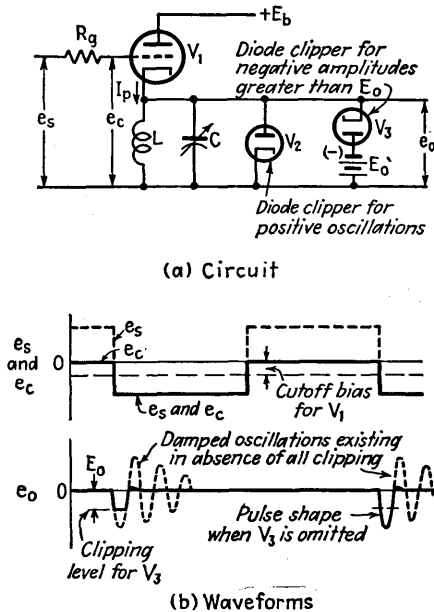 +E_b
R_g
V_1
Diode clipper for
negative amplitudes
greater than E_o
I_p
e_s
e_c
L
C
V_2
V_3
(-)
E_o
e_o
Diode clipper for
positive oscillations
(a) Circuit
e_s
and
e_c
0
e_s
e_c
e_s and e_c
Cutoff bias
for V_1
Damped oscillations existing
in absence of all clipping
E_o
e_o 0
Clipping
level for V_3
Pulse shape
when V_3 is omitted
(b) Waveforms